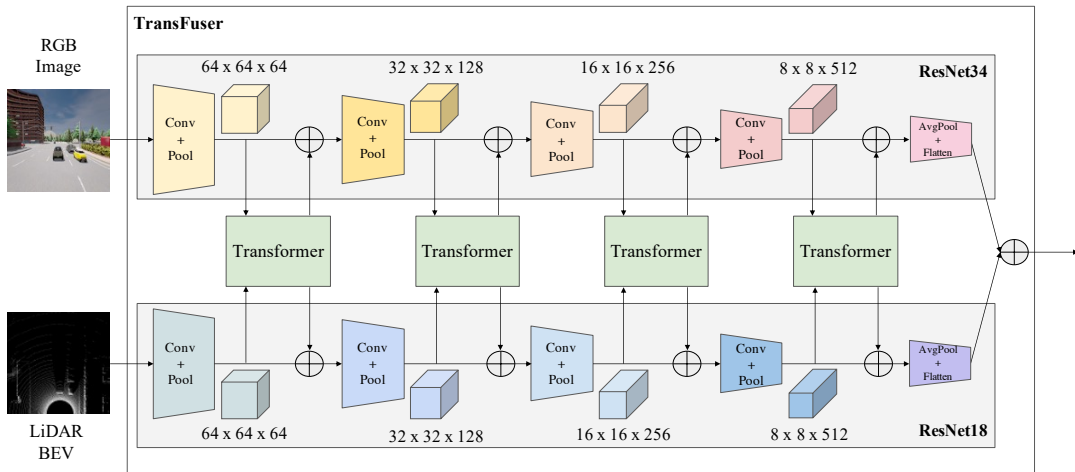 TransFuser
RGB
Image
64 x 64 x 64
32 x 32 x 128
16 x 16 x 256
8 x 8 x 512
ResNet34
Conv
+
Pool
Conv
+
Pool
Conv
+
Pool
Conv
+
Pool
AvgPool
+
Flatten
Transformer
Transformer
Transformer
Transformer
Conv
+
Pool
Conv
+
Pool
Conv
+
Pool
Conv
+
Pool
AvgPool
+
Flatten
LiDAR
BEV
64 x 64 x 64
32 x 32 x 128
16 x 16 x 256
8 x 8 x 512
ResNet18